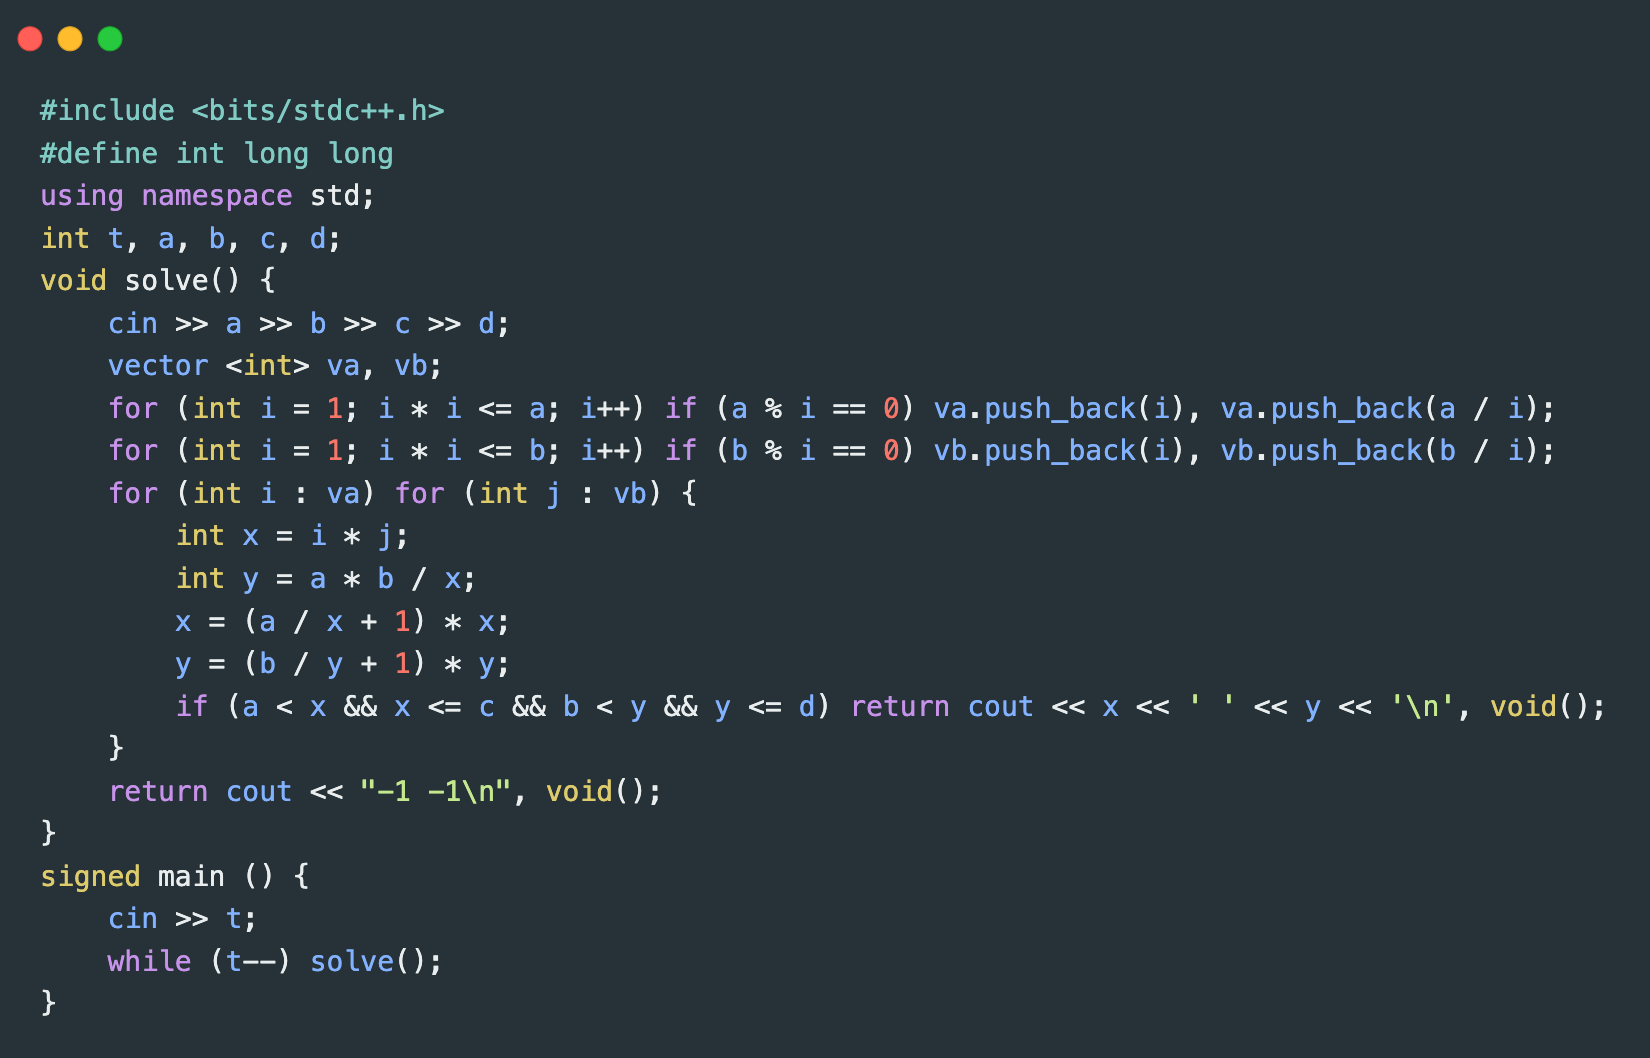 #include <bits/stdc++.h>
#define int long long
using namespace std;
int t, a, b, c, d;
void solve() {
    cin >> a >> b >> c >> d;
    vector <int> va, vb;
    for (int i = 1; i * i <= a; i++) if (a % i == 0) va.push_back(i), va.push_back(a / i);
    for (int i = 1; i * i <= b; i++) if (b % i == 0) vb.push_back(i), vb.push_back(b / i);
    for (int i : va) for (int j : vb) {
        int x = i * j;
        int y = a * b / x;
        x = (a / x + 1) * x;
        y = (b / y + 1) * y;
        if (a < x && x <= c && b < y && y <= d) return cout << x << ' ' << y << '\n', void();
    }
    return cout << "-1 -1\n", void();
}
signed main () {
    cin >> t;
    while (t--) solve();
}